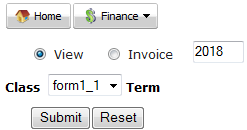 Home Finance
View Invoice 2018
Class form1_1 Term
Submit Reset